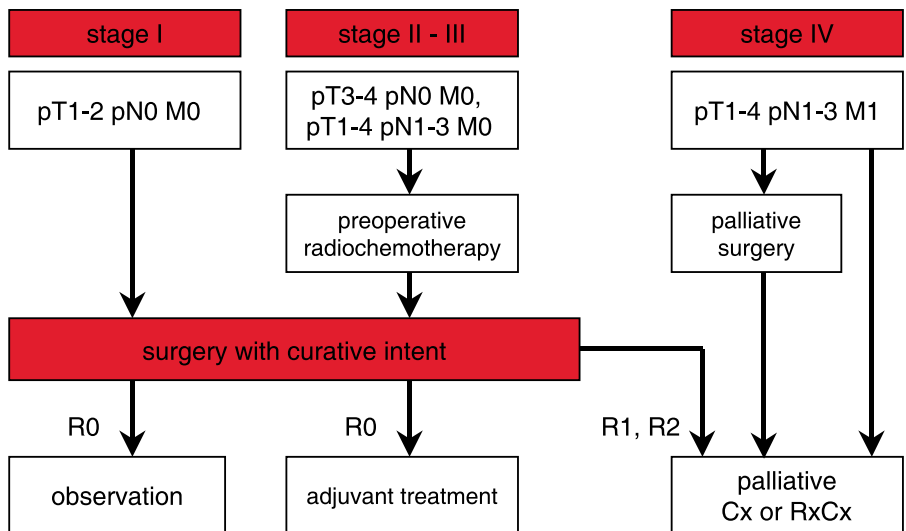 stage I
stage II - III
stage IV
pT1-2 pN0 M0
pT3-4 pN0 M0,
pT1-4 pN1-3 M0
pT1-4 pN1-3 M1
preoperative
radiochemotherapy
palliative
surgery
surgery with curative intent
R0
R0
R1, R2
observation
adjuvant treatment
palliative
Cx or RxCx